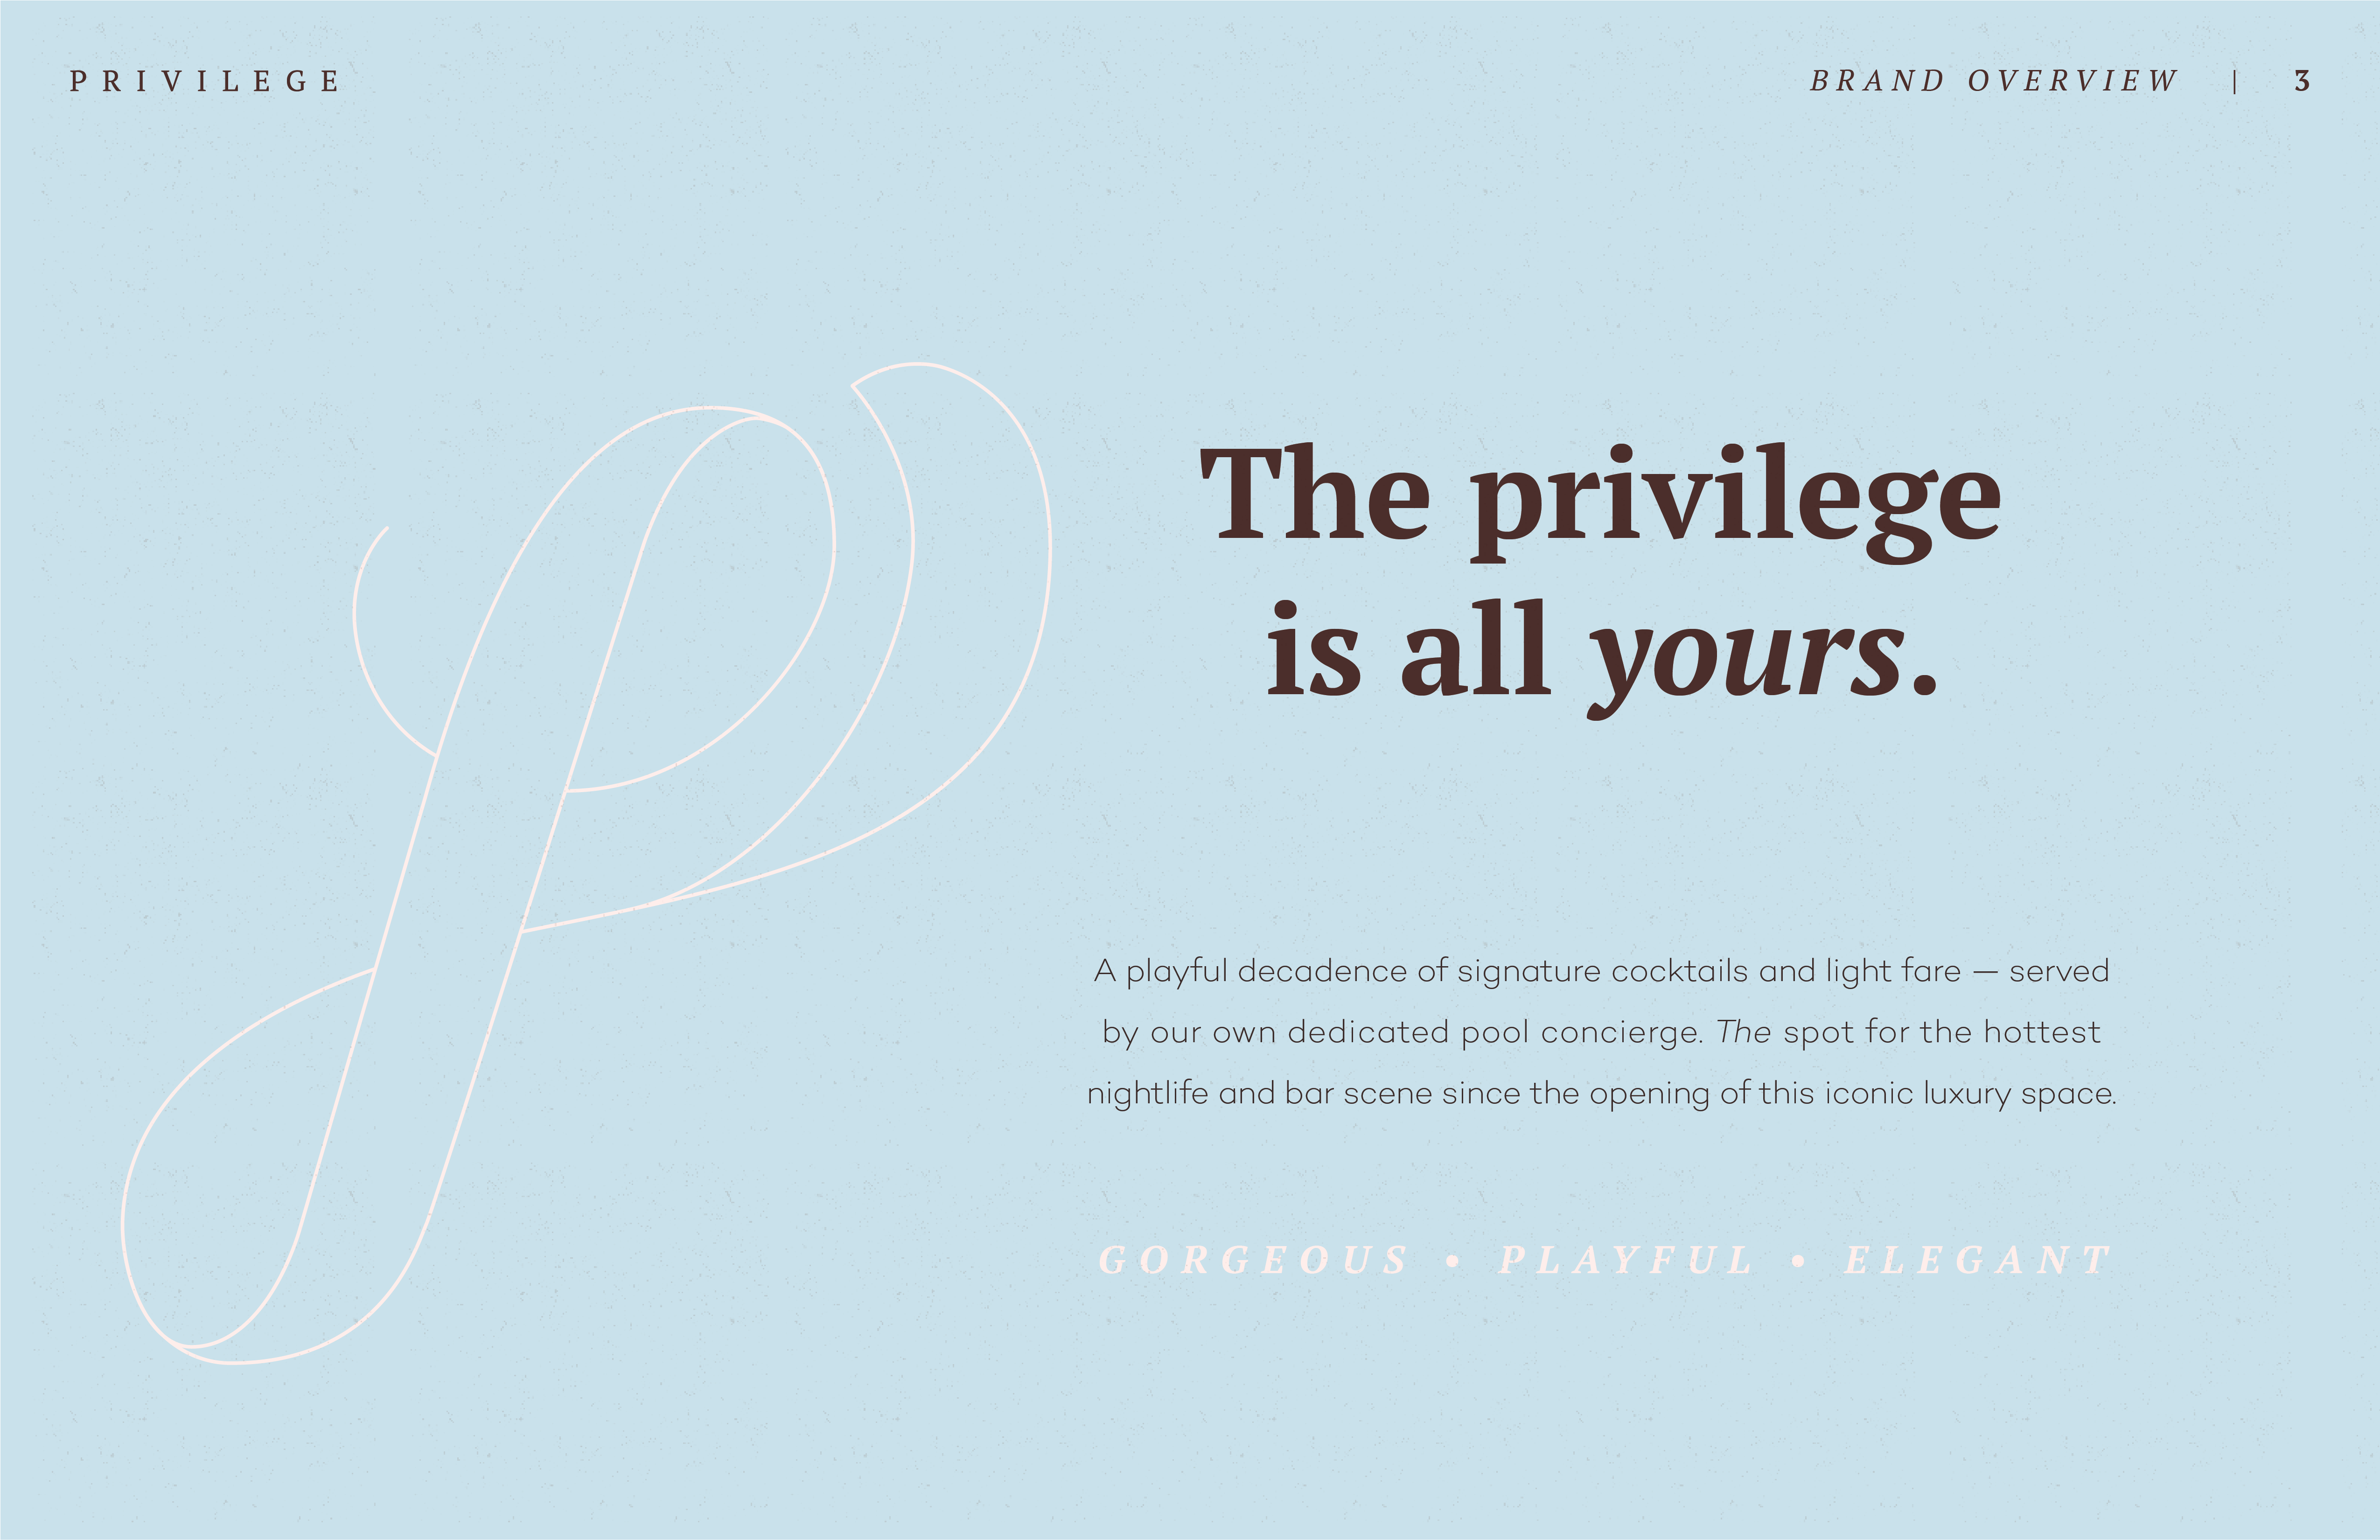 PRIVILEGE
BRAND OVERVIEW | 3
The privilege
is all yours.
A playful decadence of signature cocktails and light fare — served
by our own dedicated pool concierge. The spot for the hottest
nightlife and bar scene since the opening of this iconic luxury space.
GORGEOUS • PLAYFUL • ELEGANT